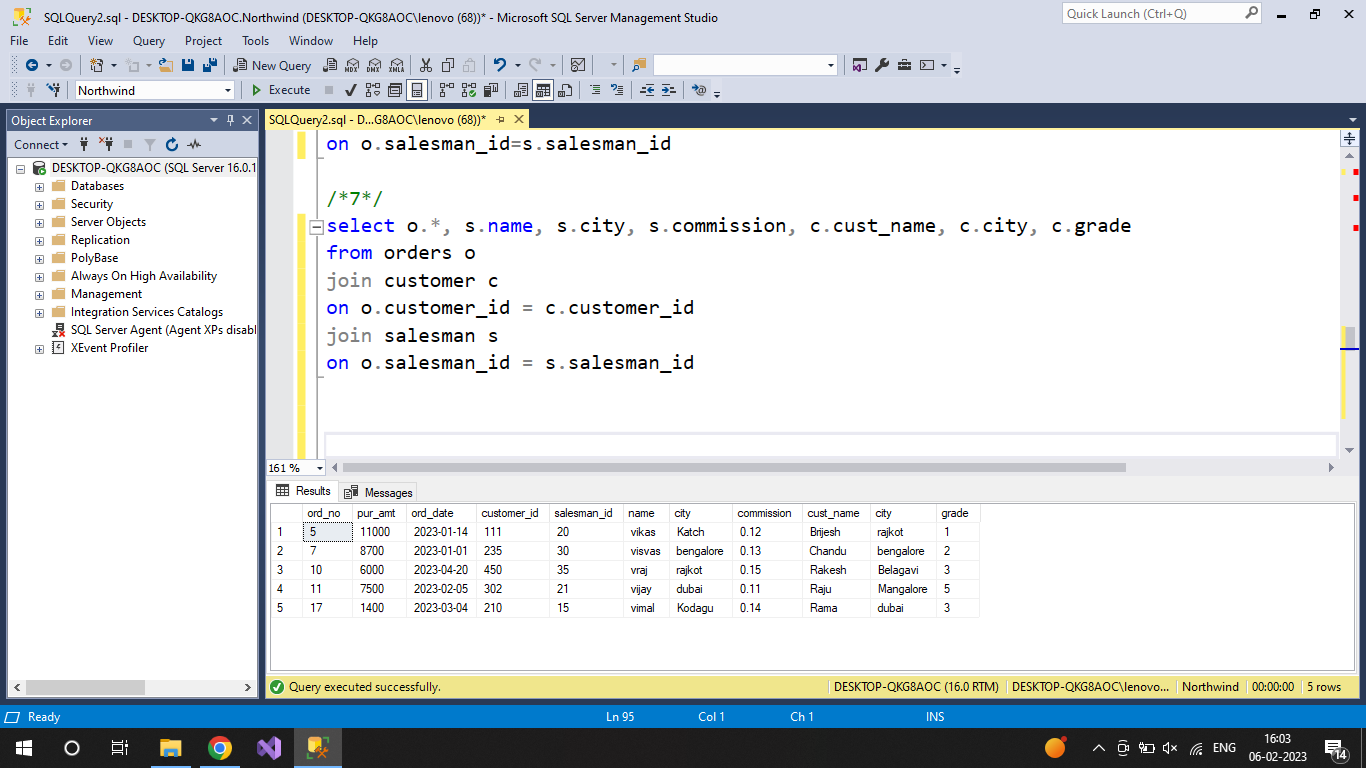 SQLQuery2.sql - DESKTOP-QKG8AOC.Northwind (DESKTOP-QKG8AOC\lenovo (68))* - Microsoft SQL Server Management Studio
Quick Launch (Ctrl+Q)
File Edit View Query Project Tools Window Help
New Query MDX DMX XMLA
Northwind Execute
Object Explorer
SQLQuery2.sql - D...G8AOC\lenovo (68))*
Connect
DESKTOP-QKG8AOC (SQL Server 16.0.1
Databases
Security
Server Objects
Replication
PolyBase
Always On High Availability
Management
Integration Services Catalogs
SQL Server Agent (Agent XPs disabl
XEvent Profiler
on o.salesman_id=s.salesman_id
/*7*/
select o.*, s.name, s.city, s.commission, c.cust_name, c.city, c.grade
from orders o
join customer c
on o.customer_id = c.customer_id
join salesman s
on o.salesman_id = s.salesman_id
161 %
Results Messages
ord_no pur_amt ord_date customer_id salesman_id name city commission cust_name city grade
1 5 11000 2023-01-14 111 20 vikas Katch 0.12 Brijesh rajkot 1
2 7 8700 2023-01-01 235 30 visvas bengalore 0.13 Chandu bengalore 2
3 10 6000 2023-04-20 450 35 vraj rajkot 0.15 Rakesh Belagavi 3
4 11 7500 2023-02-05 302 21 vijay dubai 0.11 Raju Mangalore 5
5 17 1400 2023-03-04 210 15 vimal Kodagu 0.14 Rama dubai 3
Query executed successfully. DESKTOP-QKG8AOC (16.0 RTM) DESKTOP-QKG8AOC\lenovo... Northwind 00:00:00 5 rows
Ready Ln 95 Col 1 Ch 1 INS
ENG 16:03
06-02-2023 14